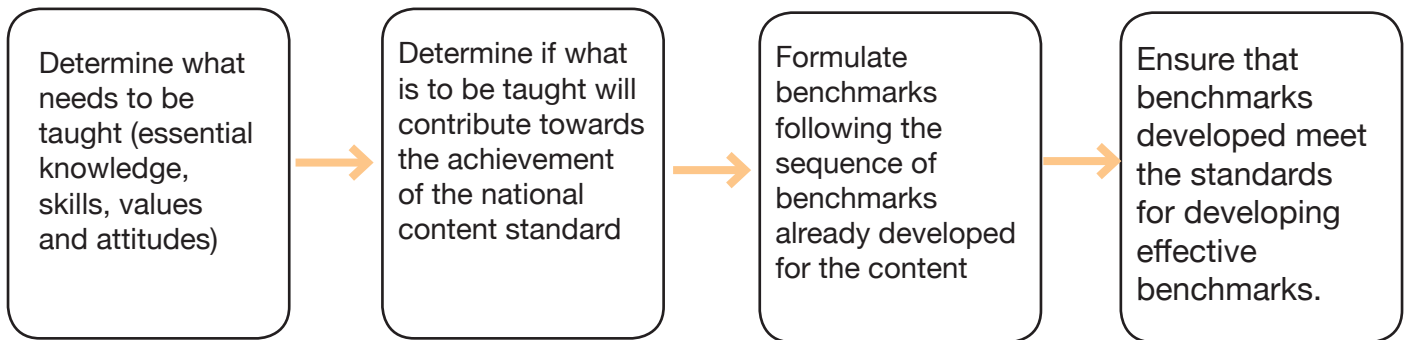 Determine what
needs to be
taught (essential
knowledge,
skills, values
and attitudes)
Determine if what
is to be taught will
contribute towards
the achievement
of the national
content standard
Formulate
benchmarks
following the
sequence of
benchmarks
already developed
for the content
Ensure that
benchmarks
developed meet
the standards
for developing
effective
benchmarks.